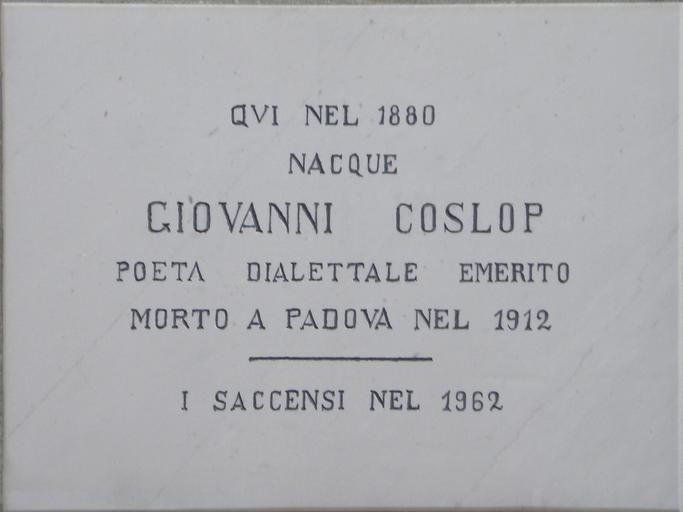 QVI NEL 1880
NACQUE
GIOVANNI COSLOP
POETA DIALETTALE EMERITO
MORTO A PADOVA NEL 1912
I SACCENSI NEL 1962